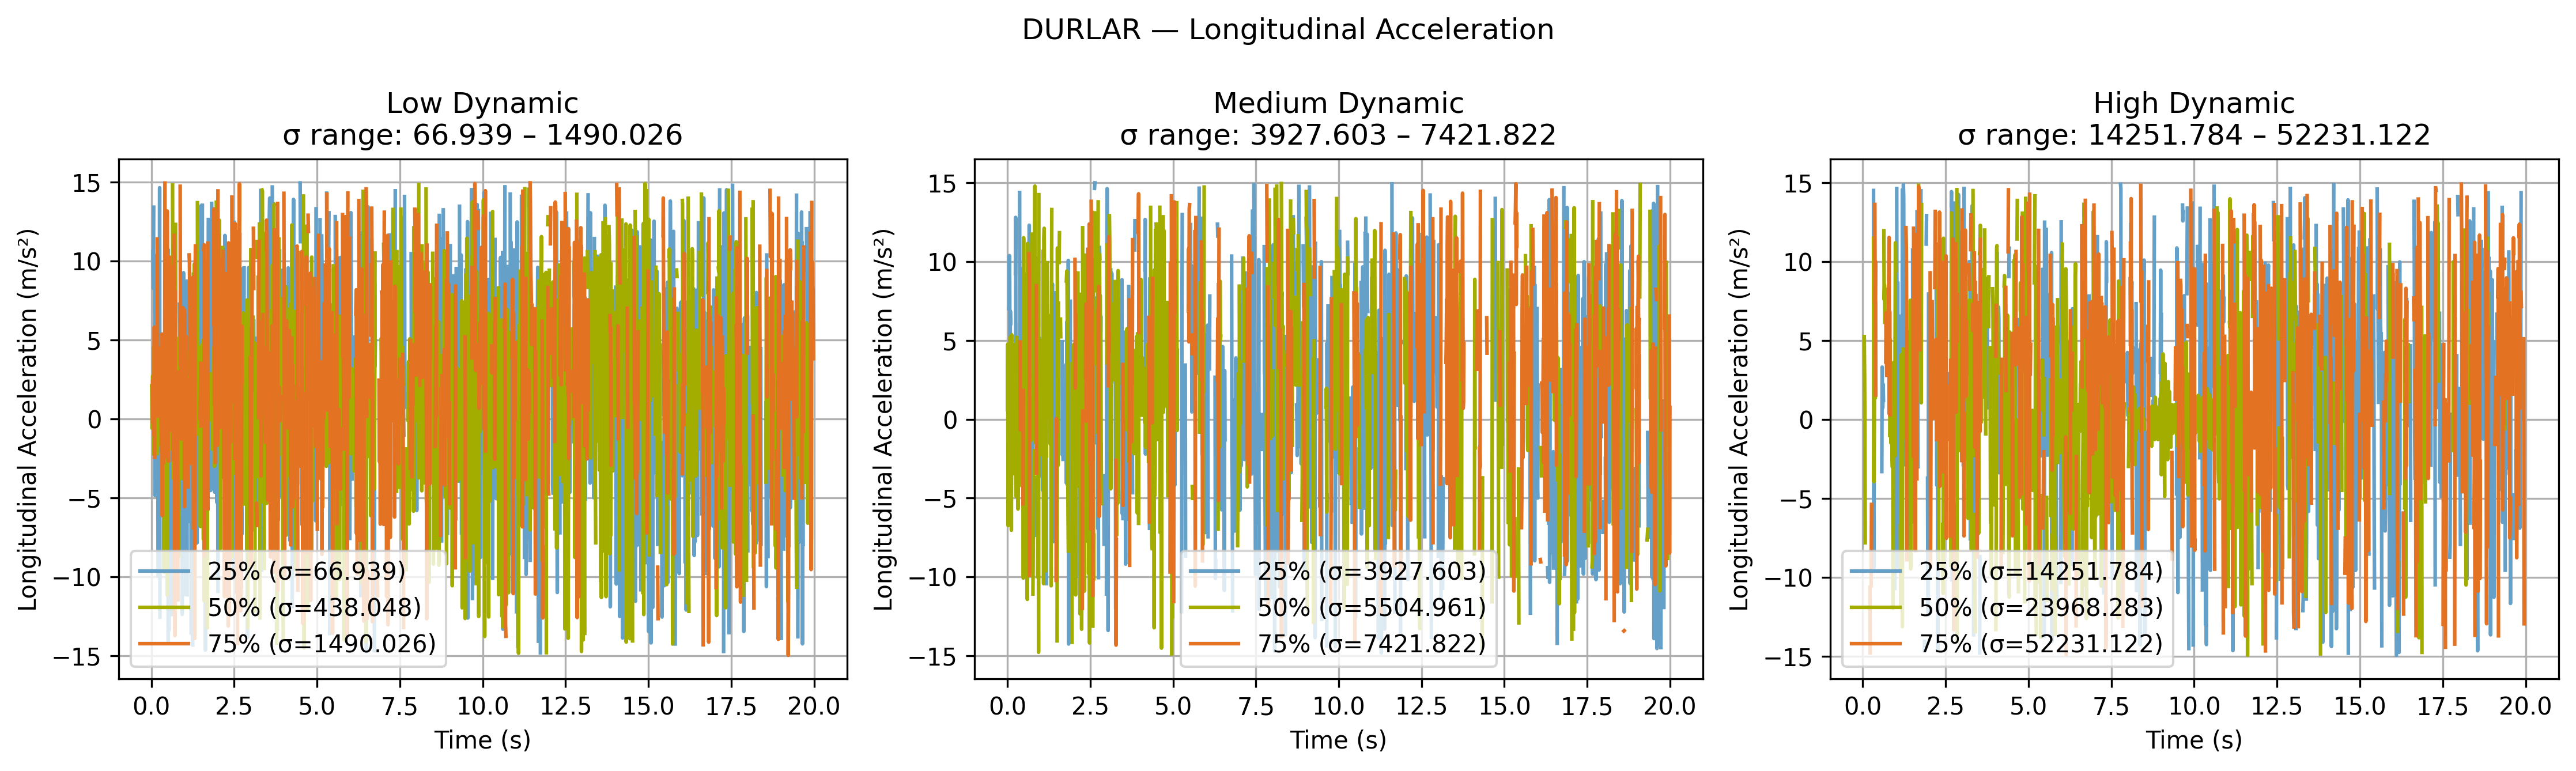 DURLAR — Longitudinal Acceleration
Low Dynamic
σ range: 66.939 – 1490.026
Longitudinal Acceleration (m/s²)
15
10
5
0
−5
−10
−15
25% (σ=66.939)
50% (σ=438.048)
75% (σ=1490.026)
0.0 2.5 5.0 7.5 10.0 12.5 15.0 17.5 20.0
Time (s)
Medium Dynamic
σ range: 3927.603 – 7421.822
Longitudinal Acceleration (m/s²)
15
10
5
0
−5
−10
−15
25% (σ=3927.603)
50% (σ=5504.961)
75% (σ=7421.822)
0.0 2.5 5.0 7.5 10.0 12.5 15.0 17.5 20.0
Time (s)
High Dynamic
σ range: 14251.784 – 52231.122
Longitudinal Acceleration (m/s²)
15
10
5
0
−5
−10
−15
25% (σ=14251.784)
50% (σ=23968.283)
75% (σ=52231.122)
0.0 2.5 5.0 7.5 10.0 12.5 15.0 17.5 20.0
Time (s)